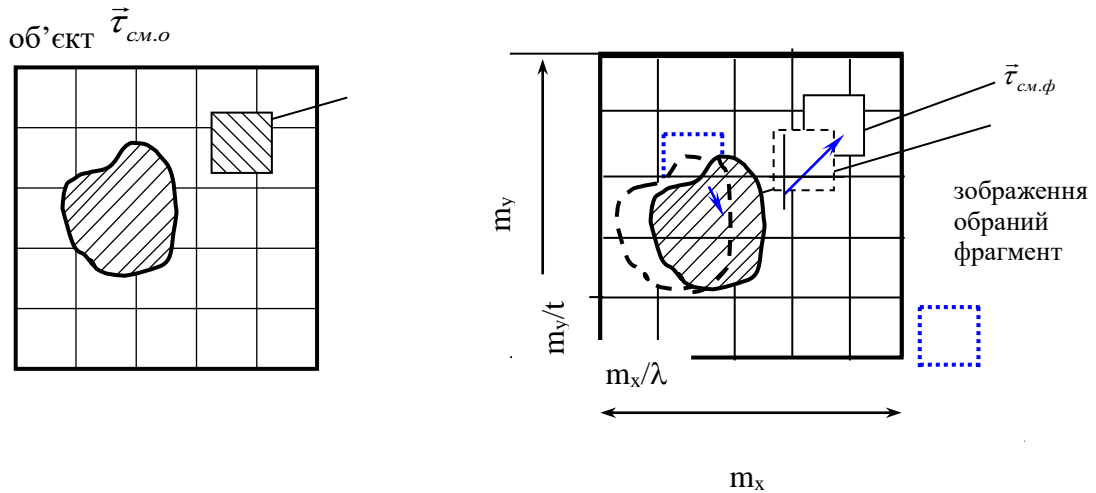 об’єкт τ⃗см.о
τ⃗см.ф
зображення
обраний
фрагмент
my
my/t
mx/λ
mx